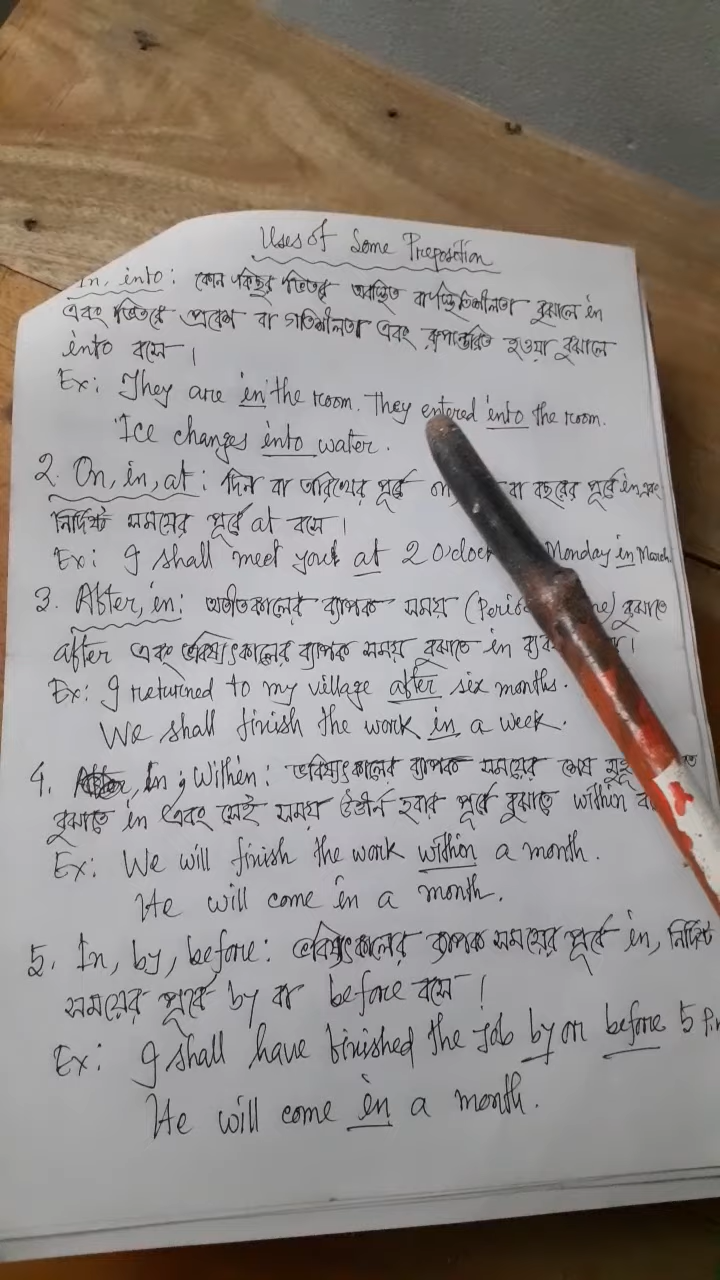 Uses of Some Preposition
In, into: কোন কিছুর ভিতরে অবস্থিত বা স্থিতিশীলতা বুঝালে in
এবং ভিতরে প্রবেশ বা গতিশীলতা এবং রূপান্তরিত হওয়া বুঝালে
into বসে।
Ex: They are in the room. They entered into the room.
Ice changes into water.
2. On, in, at: দিন বা তারিখের পূর্বে বা বছরের পূর্বে in এবং
নির্দিষ্ট সময়ের পূর্বে at বসে।
Ex: I shall meet you at 2 O'cloc Monday in March.
3. After, in: অতীতকালের ব্যাপক সময় (Perio) বুঝাতে
after এবং ভবিষ্যৎকালের ব্যাপক সময় বুঝাতে in
Ex: I returned to my village after six months.
We shall finish the work in a week.
4. In; Within: ভবিষ্যৎকালের ব্যাপক সময়ের শেষ
বুঝাতে in এবং সেই সময় উত্তীর্ন হবার পূর্বে বুঝাতে within
Ex: We will finish the work within a month.
He will come in a month.
5. In, by, before: ভবিষ্যৎকালের ব্যাপক সময়ের পূর্বে in, নির্দিষ্ট
সময়ের পূর্বে by বা before বসে।
Ex: I shall have finished the job by or before 5
He will come in a month.